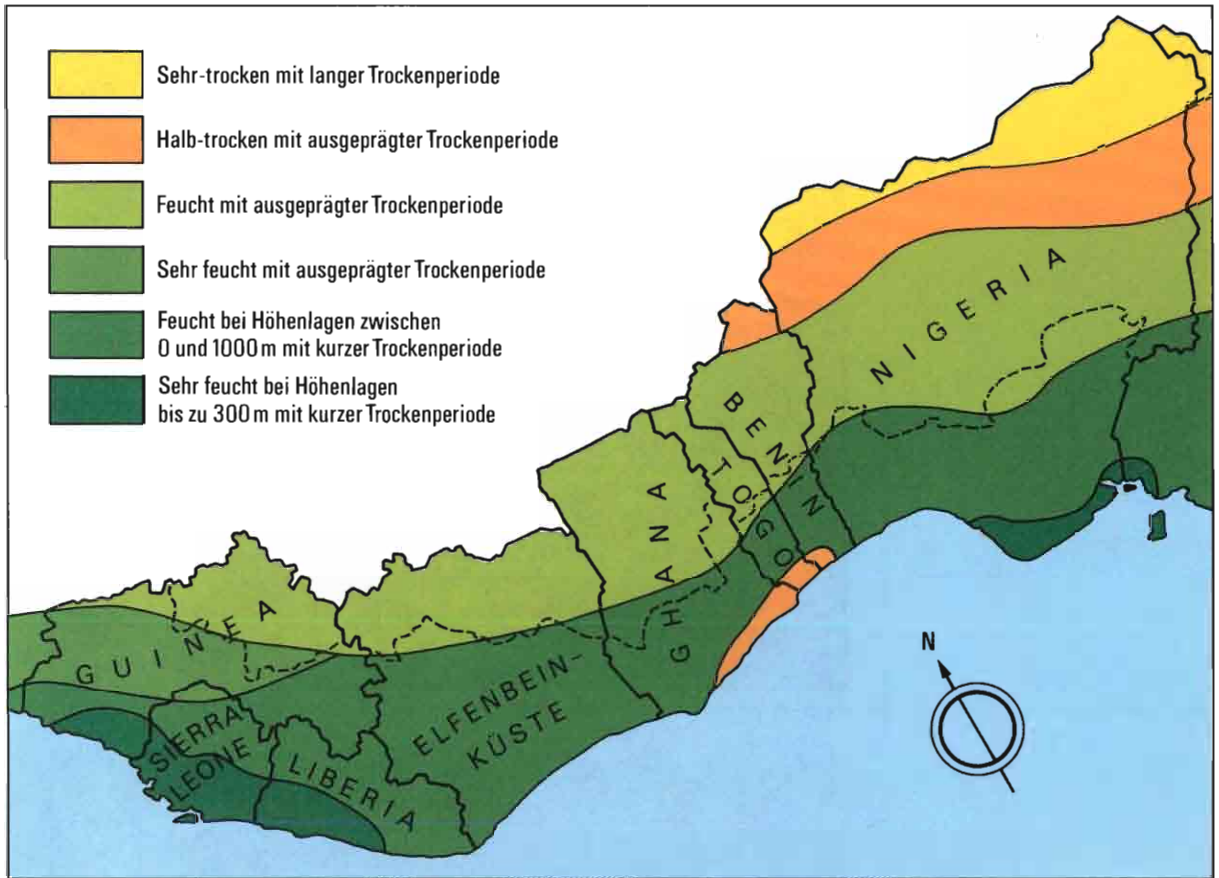 Sehr-trocken mit langer Trockenperiode
Halb-trocken mit ausgeprägter Trockenperiode
Feucht mit ausgeprägter Trockenperiode
Sehr feucht mit ausgeprägter Trockenperiode
Feucht bei Höhenlagen zwischen
0 und 1000 m mit kurzer Trockenperiode
Sehr feucht bei Höhenlagen
bis zu 300 m mit kurzer Trockenperiode
NIGERIA
BENIN
TOGO
GHANA
GUINEA
ELFENBEIN-
KÜSTE
SIERRA
LEONE
LIBERIA
N